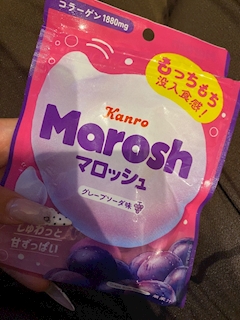 コラーゲン1880mg
もっちもち
没入食感!
Kanro
Marosh
マロッシュ
グレープソーダ味
しゅわっと
甘ずっぱい